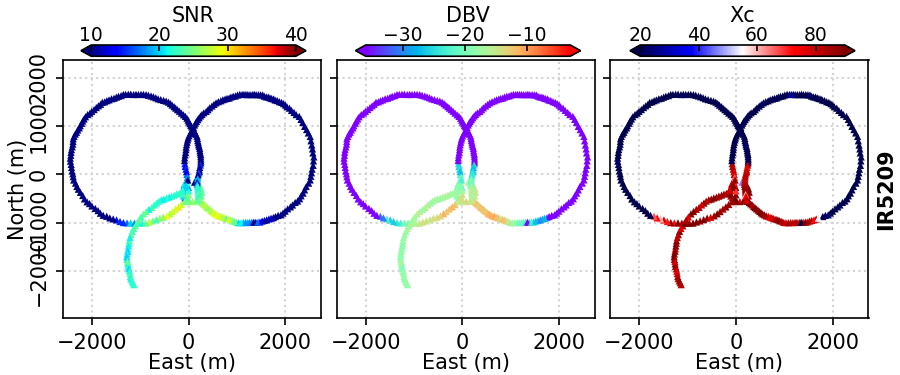 SNR DBV Xc
10 20 30 40 −30 −20 −10 20 40 60 80
2000
1000
0
−1000
−2000
North (m)
IR5209
−2000 0 2000 −2000 0 2000 −2000 0 2000
East (m) East (m) East (m)